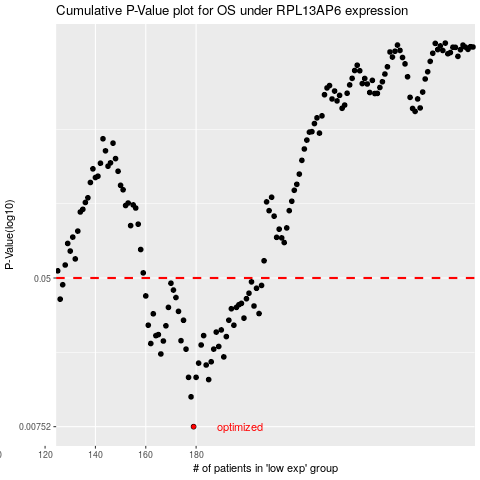 Cumulative P-Value plot for OS under RPL13AP6 expression
P-Value(log10)
0.05
0.00752
optimized
0 120 140 160 180
# of patients in 'low exp' group